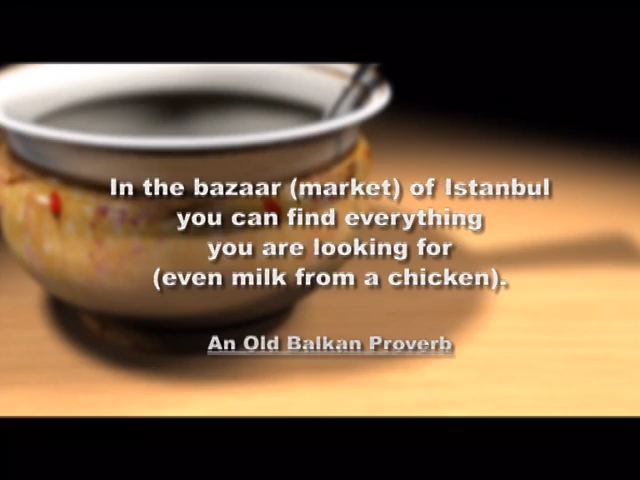 In the bazaar (market) of Istanbul
you can find everything
you are looking for
(even milk from a chicken).
An Old Balkan Proverb